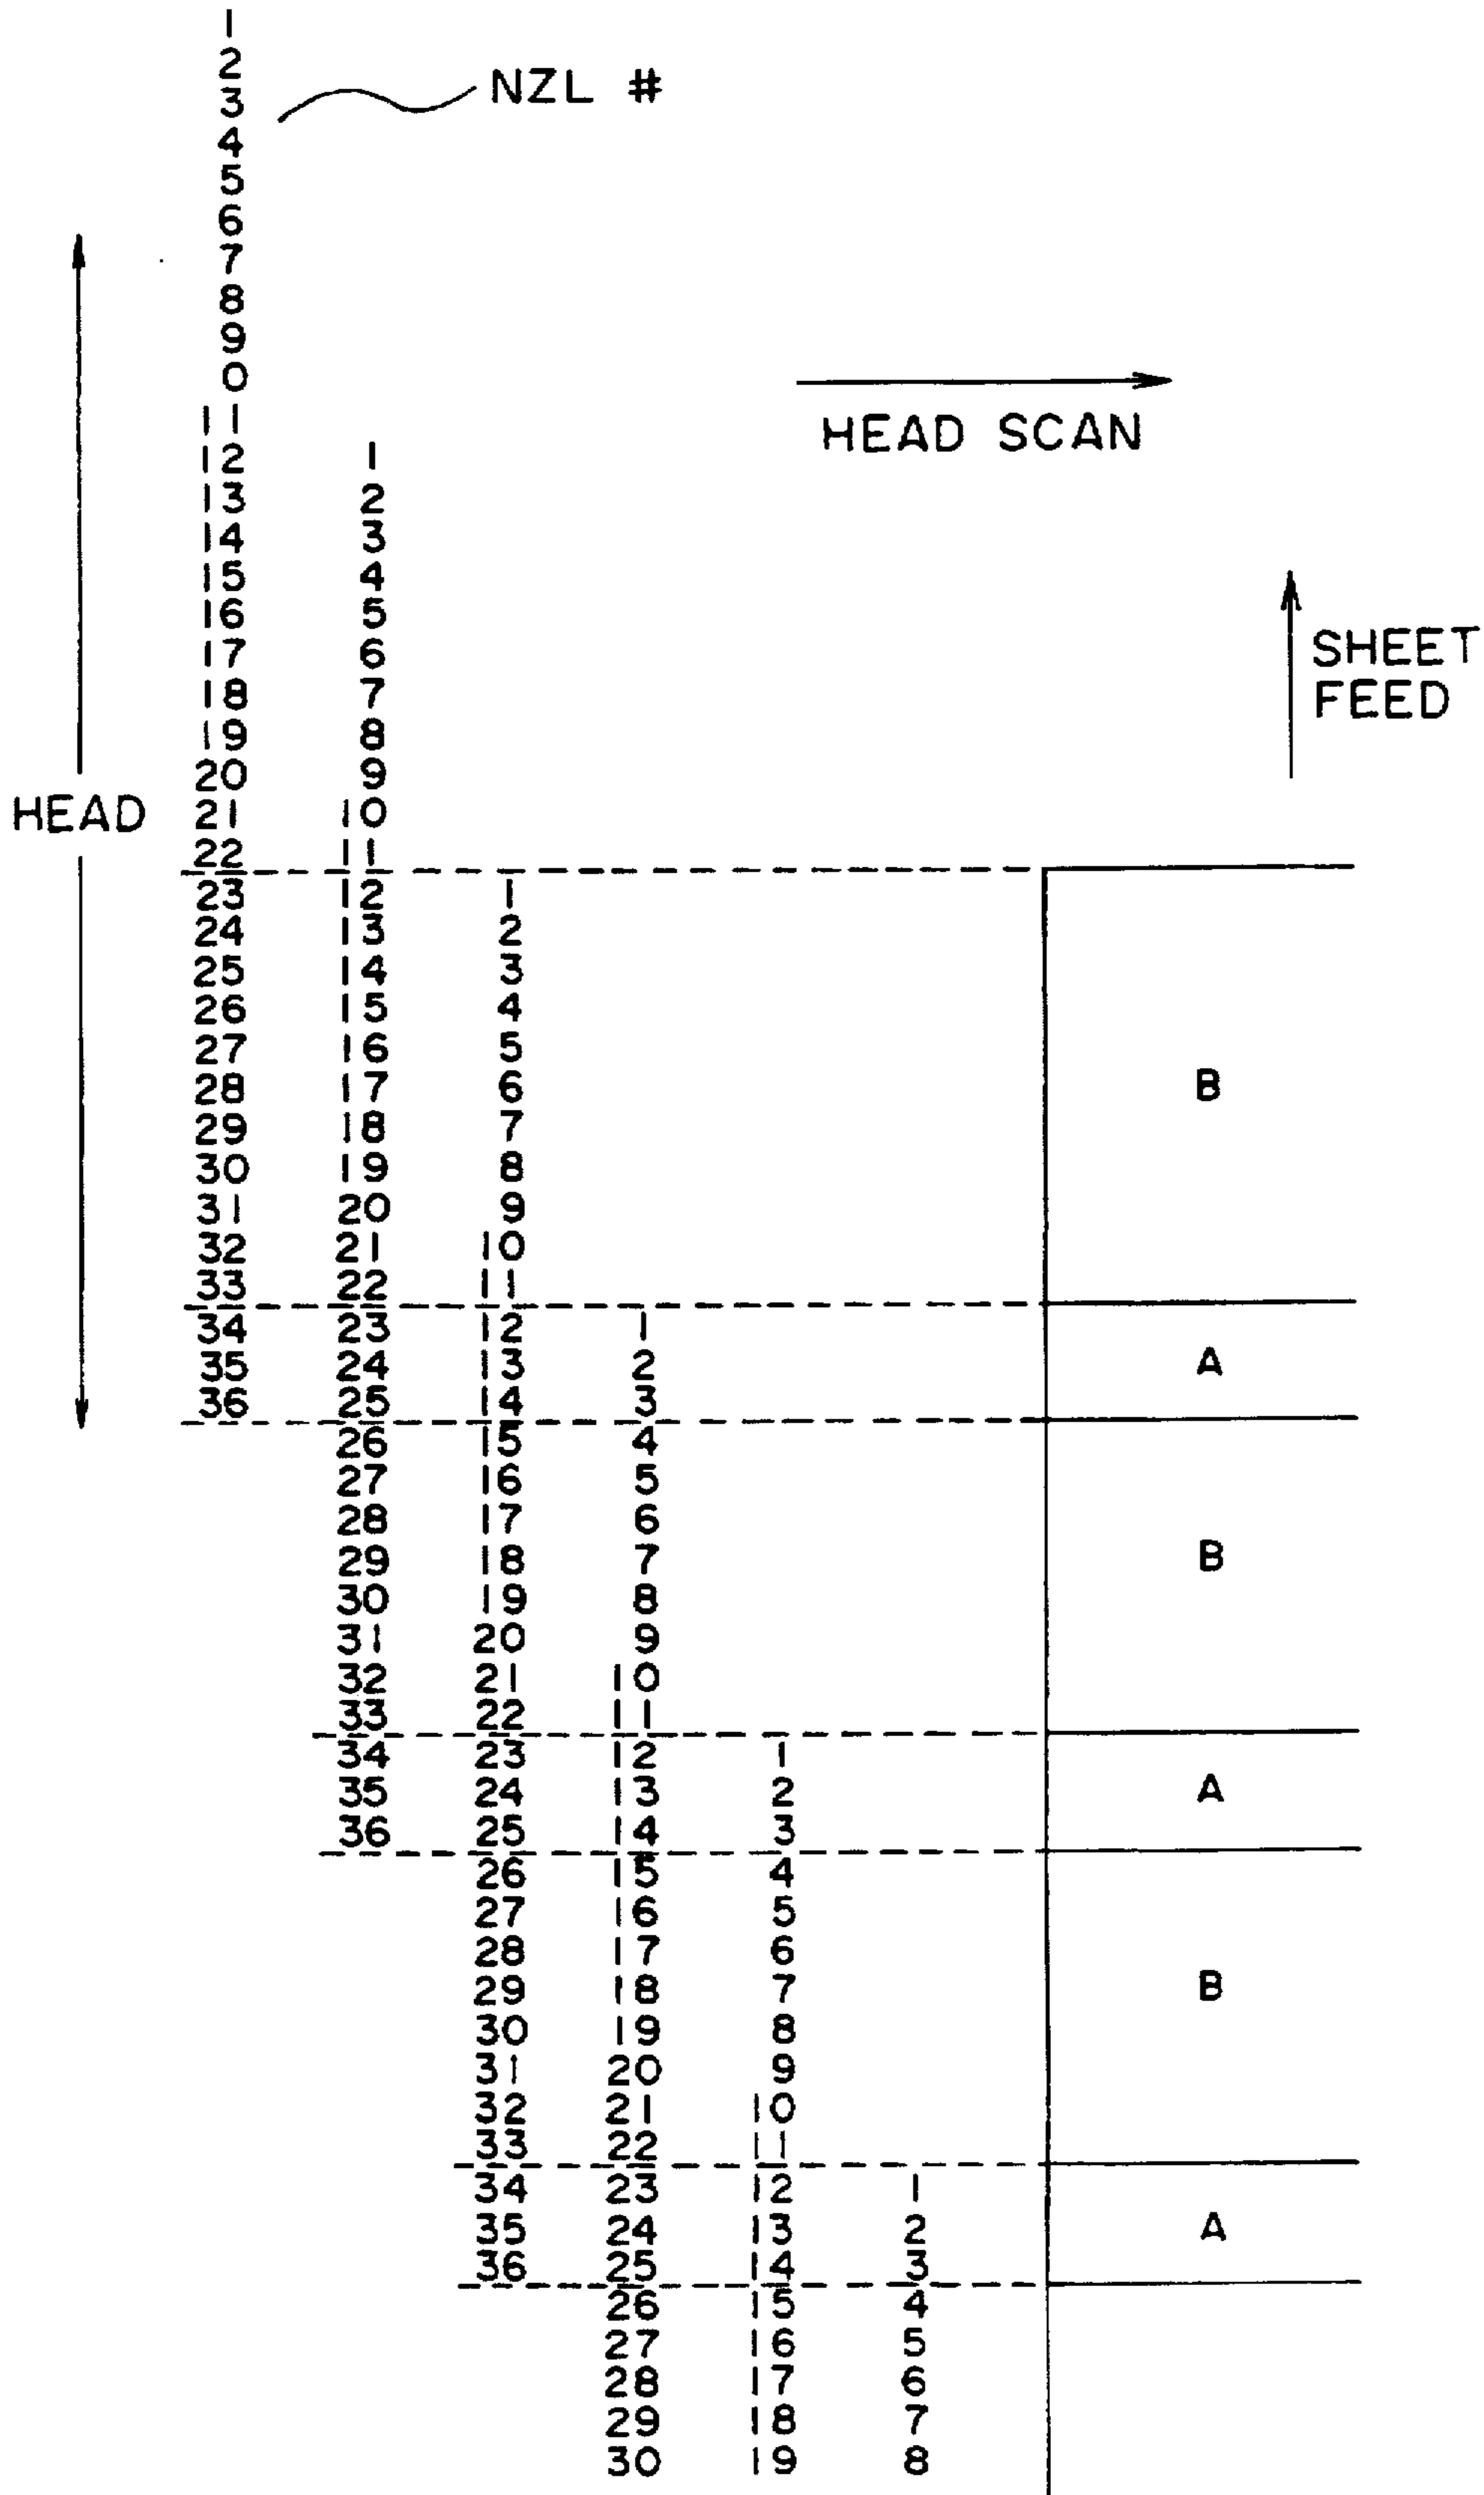 1
2
3 NZL #
4
5
6
7
8
9
0
11 HEAD SCAN
12 1
13 2
14 3
15 4
16 5
17 6 SHEET
18 7 FEED
19 8
20 9
HEAD 21 10
22 11
23 12 1
24 13 2
25 14 3
26 15 4
27 16 5
28 17 6 B
29 18 7
30 19 8
31 20 9
32 21 10
33 22 11
34 23 12 1
35 24 13 2 A
36 25 14 3
26 15 4
27 16 5
28 17 6
29 18 7 B
30 19 8
31 20 9
32 21 10
33 22 11
34 23 12 1
35 24 13 2 A
36 25 14 3
26 15 4
27 16 5
28 17 6
29 18 7 B
30 19 8
31 20 9
32 21 10
33 22 11
34 23 12 1
35 24 13 2 A
36 25 14 3
26 15 4
27 16 5
28 17 6
29 18 7
30 19 8